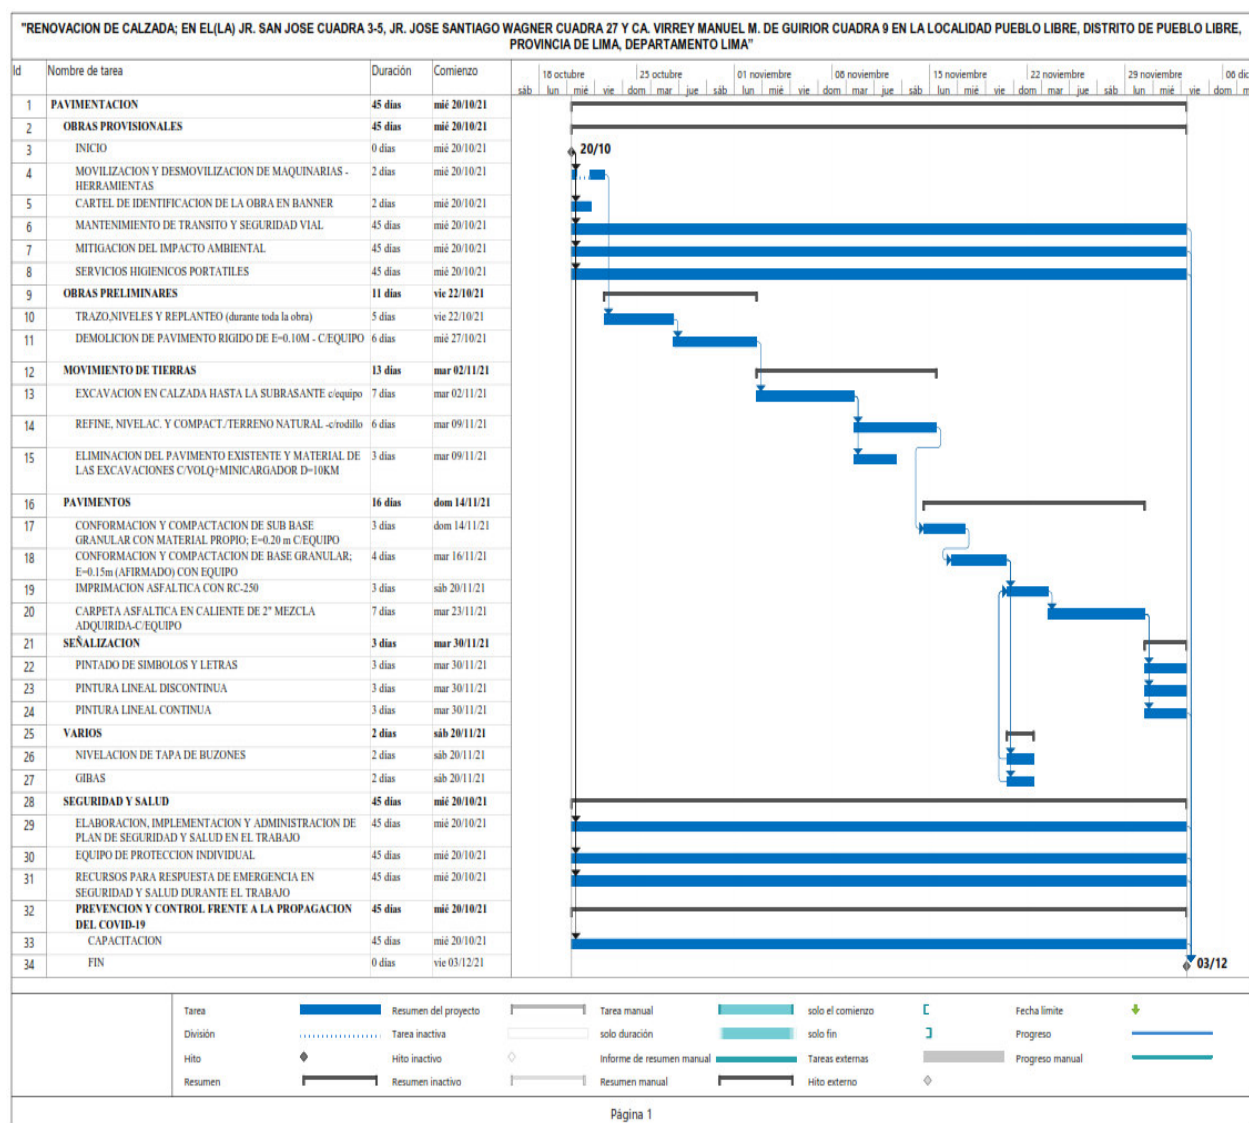 "RENOVACION DE CALZADA; EN EL(LA) JR. SAN JOSE CUADRA 3-5, JR. JOSE SANTIAGO WAGNER CUADRA 27 Y CA. VIRREY MANUEL M. DE GUIRIOR CUADRA 9 EN LA LOCALIDAD PUEBLO LIBRE, DISTRITO DE PUEBLO LIBRE,
PROVINCIA DE LIMA, DEPARTAMENTO LIMA"
Id Nombre de tarea Duración Comienzo 18 octubre 25 octubre 01 noviembre 08 noviembre 15 noviembre 22 noviembre 29 noviembre 06 dic
sáb lun mié vie dom mar jue sáb lun mié vie dom mar jue sáb lun mié vie dom mar jue sáb lun mié vie dom m
1 PAVIMENTACION 45 días mié 20/10/21
2 OBRAS PROVISIONALES 45 días mié 20/10/21
3 INICIO 0 días mié 20/10/21 20/10
4 MOVILIZACION Y DESMOVILIZACION DE MAQUINARIAS - 2 días mié 20/10/21
HERRAMIENTAS
5 CARTEL DE IDENTIFICACION DE LA OBRA EN BANNER 2 días mié 20/10/21
6 MANTENIMIENTO DE TRANSITO Y SEGURIDAD VIAL 45 días mié 20/10/21
7 MITIGACION DEL IMPACTO AMBIENTAL 45 días mié 20/10/21
8 SERVICIOS HIGIENICOS PORTATILES 45 días mié 20/10/21
9 OBRAS PRELIMINARES 11 días vie 22/10/21
10 TRAZO,NIVELES Y REPLANTEO (durante toda la obra) 5 días vie 22/10/21
11 DEMOLICION DE PAVIMENTO RIGIDO DE E=0.10M - C/EQUIPO 6 días mié 27/10/21
12 MOVIMIENTO DE TIERRAS 13 días mar 02/11/21
13 EXCAVACION EN CALZADA HASTA LA SUBRASANTE c/equipo 7 días mar 02/11/21
14 REFINE, NIVELAC. Y COMPACT./TERRENO NATURAL -c/rodillo 6 días mar 09/11/21
15 ELIMINACION DEL PAVIMENTO EXISTENTE Y MATERIAL DE 3 días mar 09/11/21
LAS EXCAVACIONES C/VOLQ+MINICARGADOR D=10KM
16 PAVIMENTOS 16 días dom 14/11/21
17 CONFORMACION Y COMPACTACION DE SUB BASE 3 días dom 14/11/21
GRANULAR CON MATERIAL PROPIO; E=0.20 m C/EQUIPO
18 CONFORMACION Y COMPACTACION DE BASE GRANULAR; 4 días mar 16/11/21
E=0.15m (AFIRMADO) CON EQUIPO
19 IMPRIMACION ASFALTICA CON RC-250 3 días sáb 20/11/21
20 CARPETA ASFALTICA EN CALIENTE DE 2" MEZCLA 7 días mar 23/11/21
ADQUIRIDA-C/EQUIPO
21 SEÑALIZACION 3 días mar 30/11/21
22 PINTADO DE SIMBOLOS Y LETRAS 3 días mar 30/11/21
23 PINTURA LINEAL DISCONTINUA 3 días mar 30/11/21
24 PINTURA LINEAL CONTINUA 3 días mar 30/11/21
25 VARIOS 2 días sáb 20/11/21
26 NIVELACION DE TAPA DE BUZONES 2 días sáb 20/11/21
27 GIBAS 2 días sáb 20/11/21
28 SEGURIDAD Y SALUD 45 días mié 20/10/21
29 ELABORACION, IMPLEMENTACION Y ADMINISTRACION DE 45 días mié 20/10/21
PLAN DE SEGURIDAD Y SALUD EN EL TRABAJO
30 EQUIPO DE PROTECCION INDIVIDUAL 45 días mié 20/10/21
31 RECURSOS PARA RESPUESTA DE EMERGENCIA EN 45 días mié 20/10/21
SEGURIDAD Y SALUD DURANTE EL TRABAJO
32 PREVENCION Y CONTROL FRENTE A LA PROPAGACION 45 días mié 20/10/21
DEL COVID-19
33 CAPACITACION 45 días mié 20/10/21
34 FIN 0 días vie 03/12/21 03/12
Tarea Resumen del proyecto Tarea manual solo el comienzo Fecha límite
División Tarea inactiva solo duración solo fin Progreso
Hito Hito inactivo Informe de resumen manual Tareas externas Progreso manual
Resumen Resumen inactivo Resumen manual Hito externo
Página 1